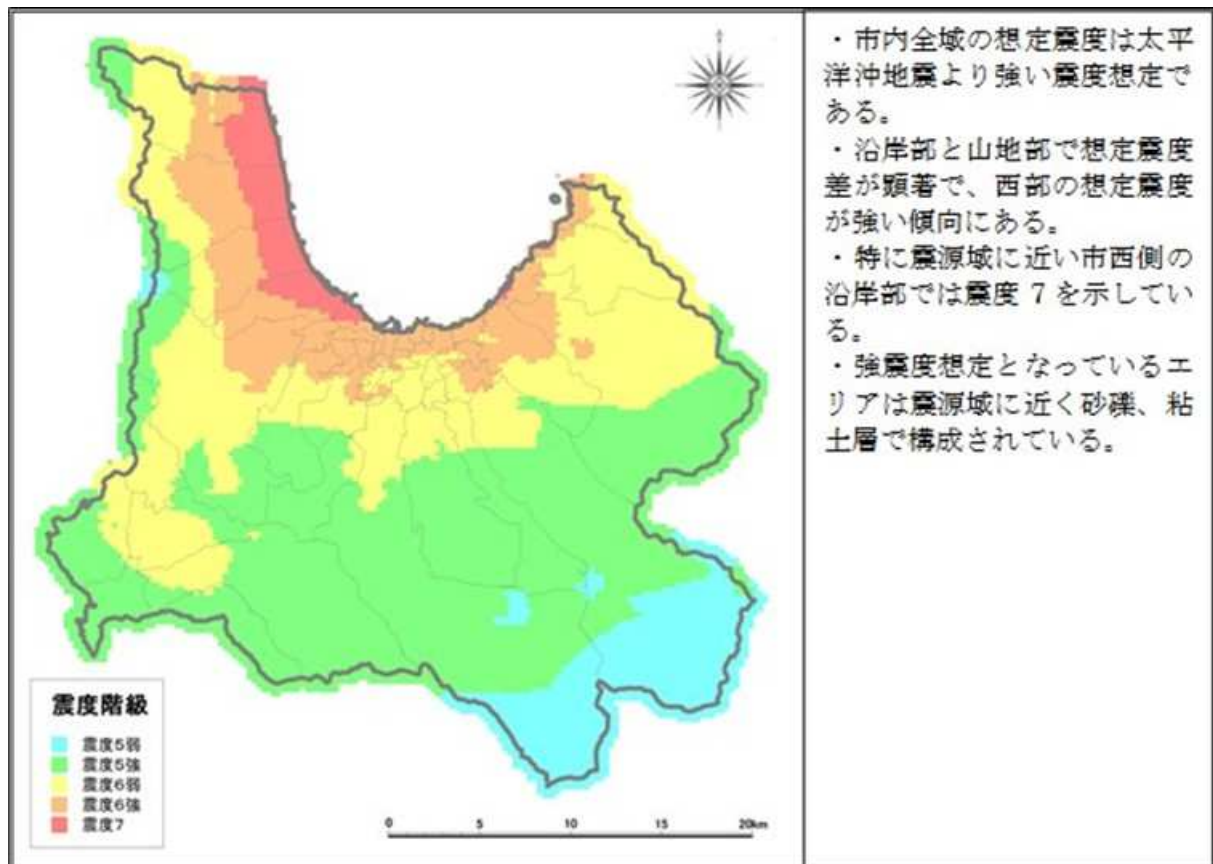 ・市内全域の想定震度は太平
洋沖地震より強い震度想定で
ある。
・沿岸部と山地部で想定震度
差が顕著で、西部の想定震度
が強い傾向にある。
・特に震源域に近い市西側の
沿岸部では震度7を示してい
る。
・強震度想定となっているエ
リアは震源域に近く砂礫、粘
土層で構成されている。
震度階級
震度5弱
震度5強
震度6弱
震度6強
震度7
0 5 10 15 20km